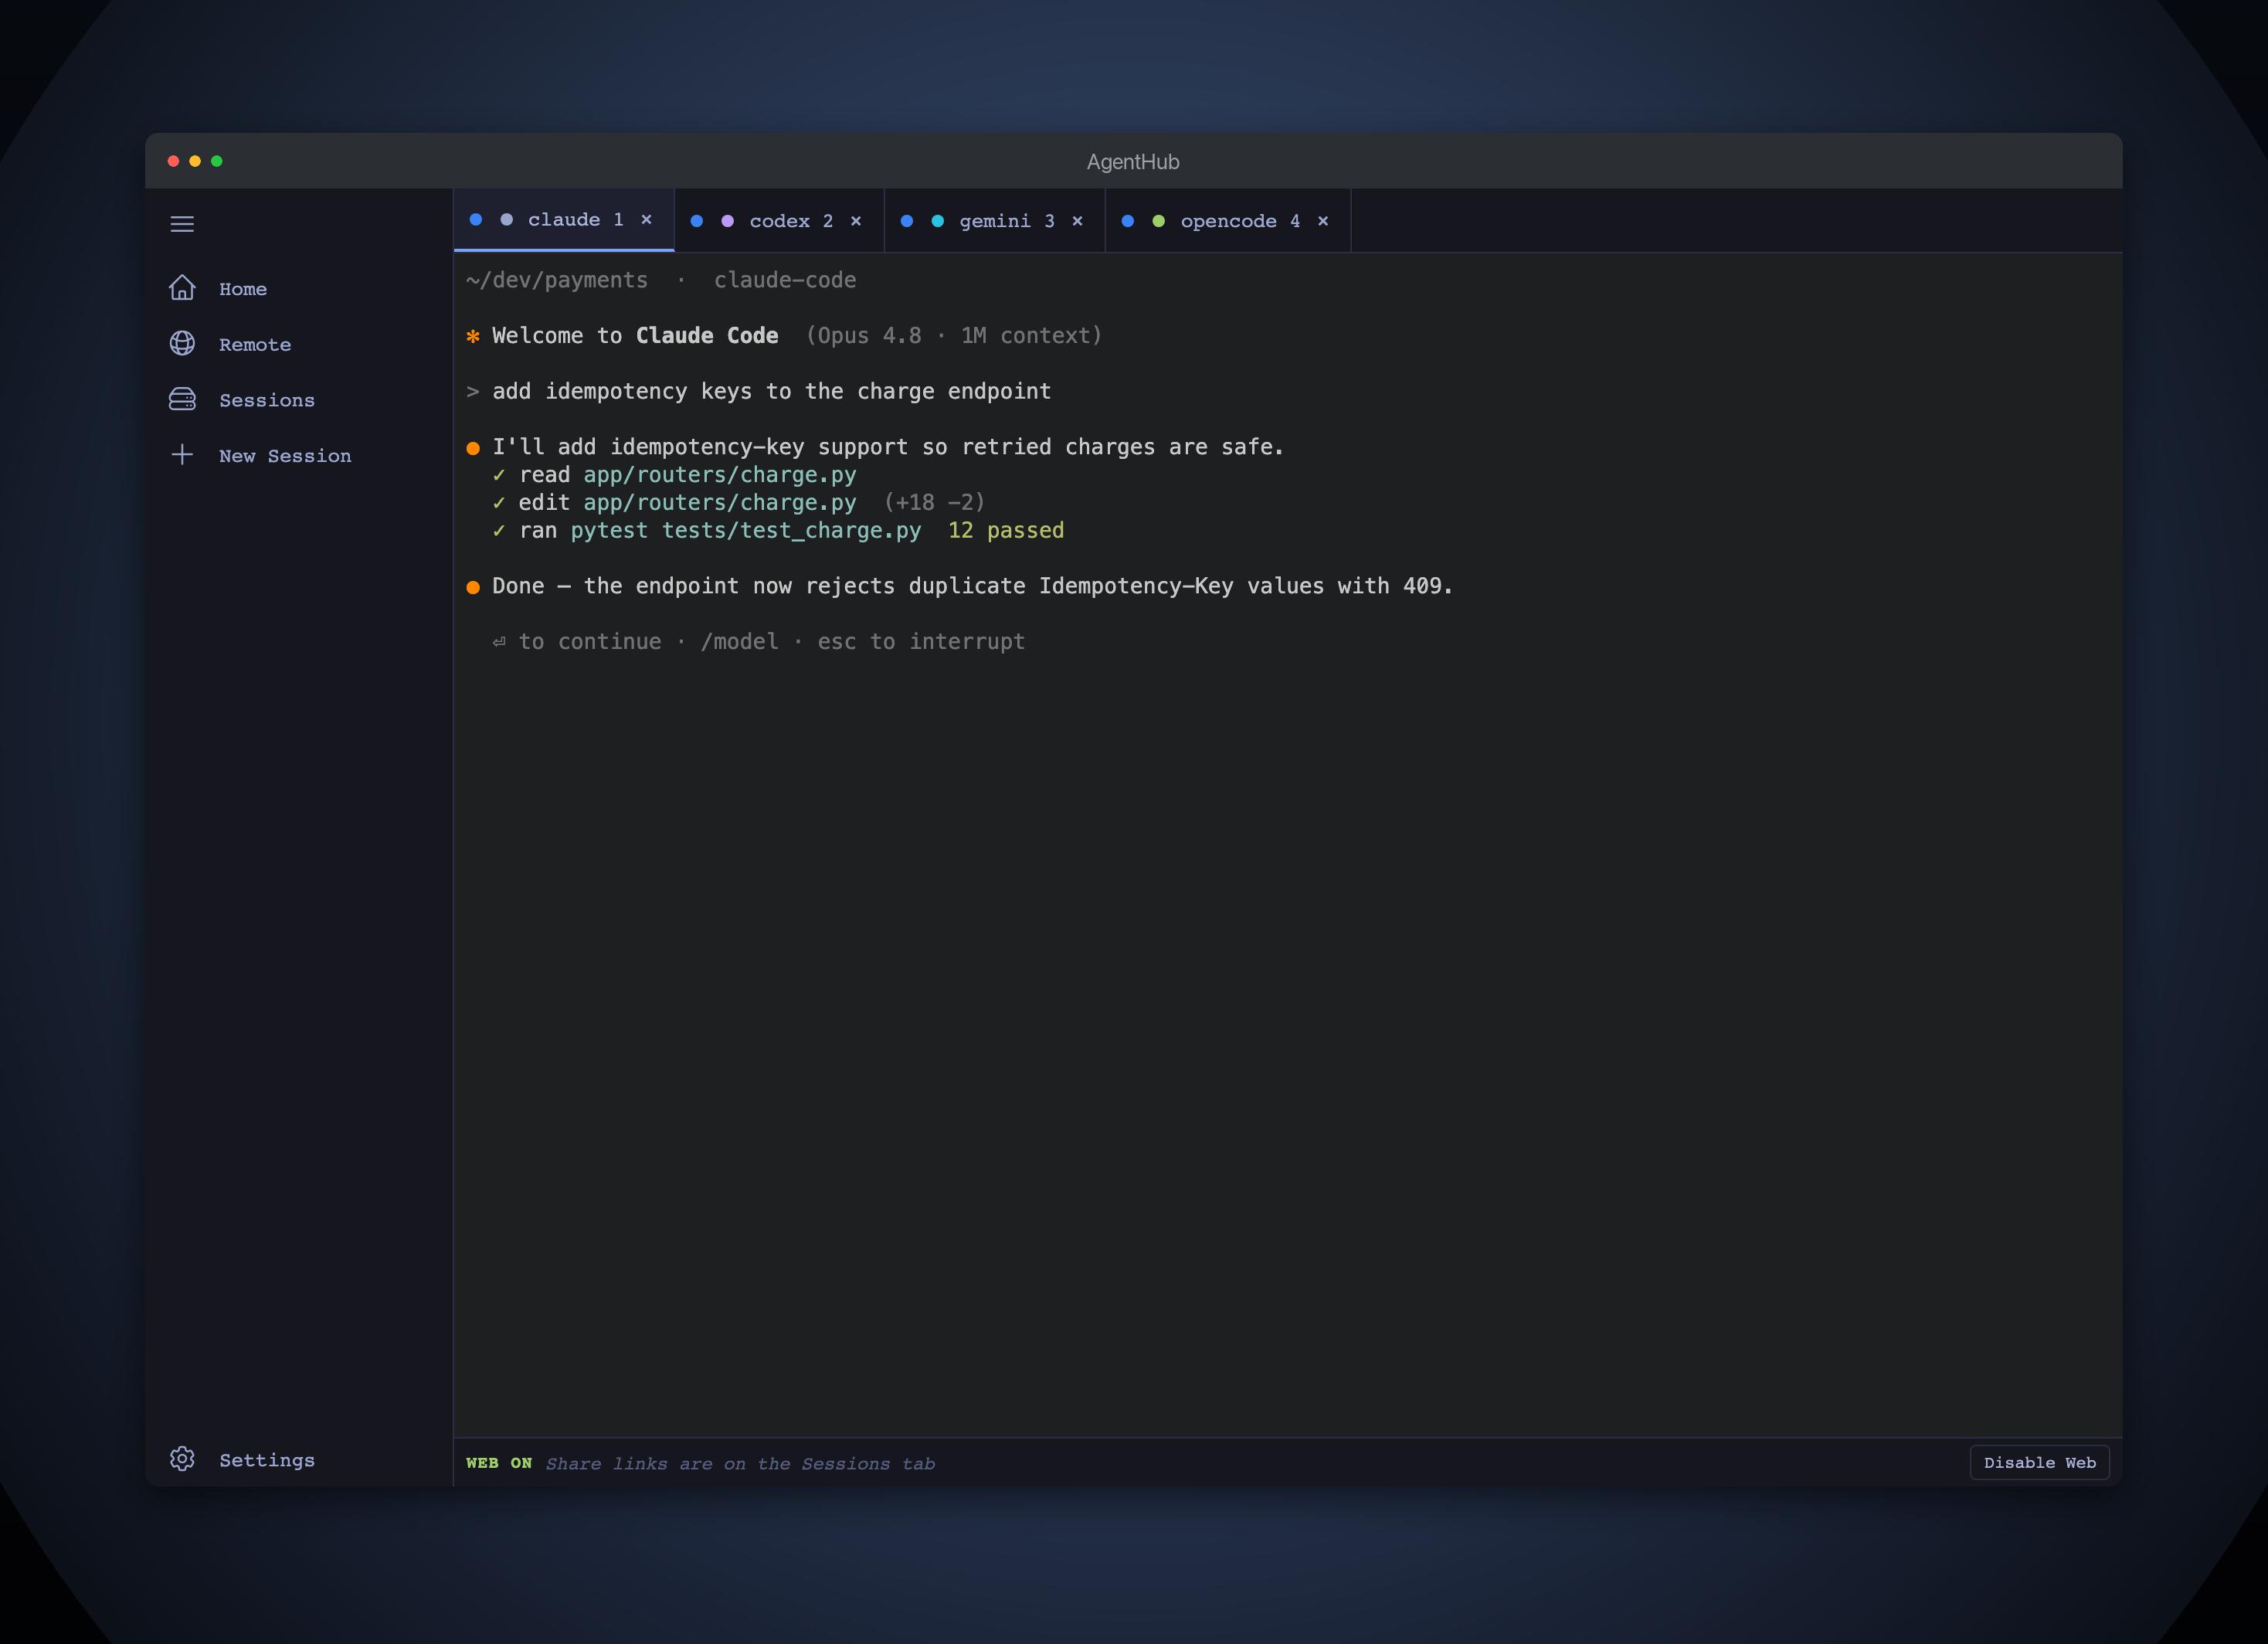 AgentHub
claude 1 ×
codex 2 ×
gemini 3 ×
opencode 4 ×
Home
Remote
Sessions
New Session
Settings
~/dev/payments · claude-code
✻ Welcome to Claude Code (Opus 4.8 · 1M context)
> add idempotency keys to the charge endpoint
● I'll add idempotency-key support so retried charges are safe.
✓ read app/routers/charge.py
✓ edit app/routers/charge.py (+18 -2)
✓ ran pytest tests/test_charge.py 12 passed
● Done — the endpoint now rejects duplicate Idempotency-Key values with 409.
⏎ to continue · /model · esc to interrupt
WEB ON Share links are on the Sessions tab
Disable Web